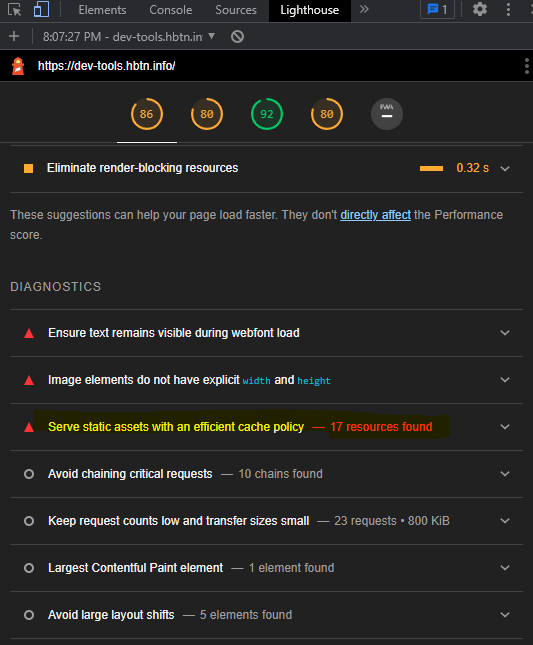 Elements Console Sources Lighthouse » 1
+ 8:07:27 PM - dev-tools.hbtn.in
https://dev-tools.hbtn.info/
86 80 92 80 PWA
Eliminate render-blocking resources 0.32 s
These suggestions can help your page load faster. They don't directly affect the Performance
score.
DIAGNOSTICS
Ensure text remains visible during webfont load
Image elements do not have explicit width and height
Serve static assets with an efficient cache policy — 17 resources found
Avoid chaining critical requests — 10 chains found
Keep request counts low and transfer sizes small — 23 requests • 800 KiB
Largest Contentful Paint element — 1 element found
Avoid large layout shifts — 5 elements found